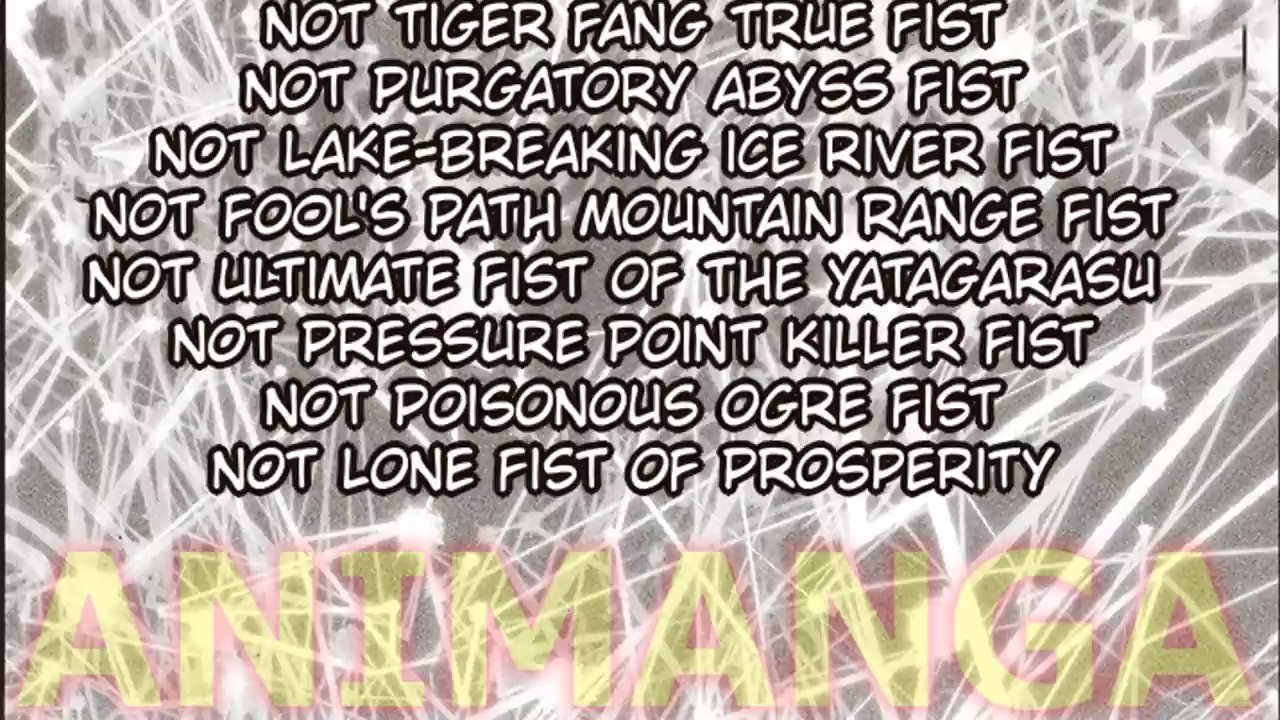 NOT TIGER FANG TRUE FIST
NOT PURGATORY ABYSS FIST
NOT LAKE-BREAKING ICE RIVER FIST
NOT FOOL'S PATH MOUNTAIN RANGE FIST
NOT ULTIMATE FIST OF THE YATAGARASU
NOT PRESSURE POINT KILLER FIST
NOT POISONOUS OGRE FIST
NOT LONE FIST OF PROSPERITY
ANIMANGA